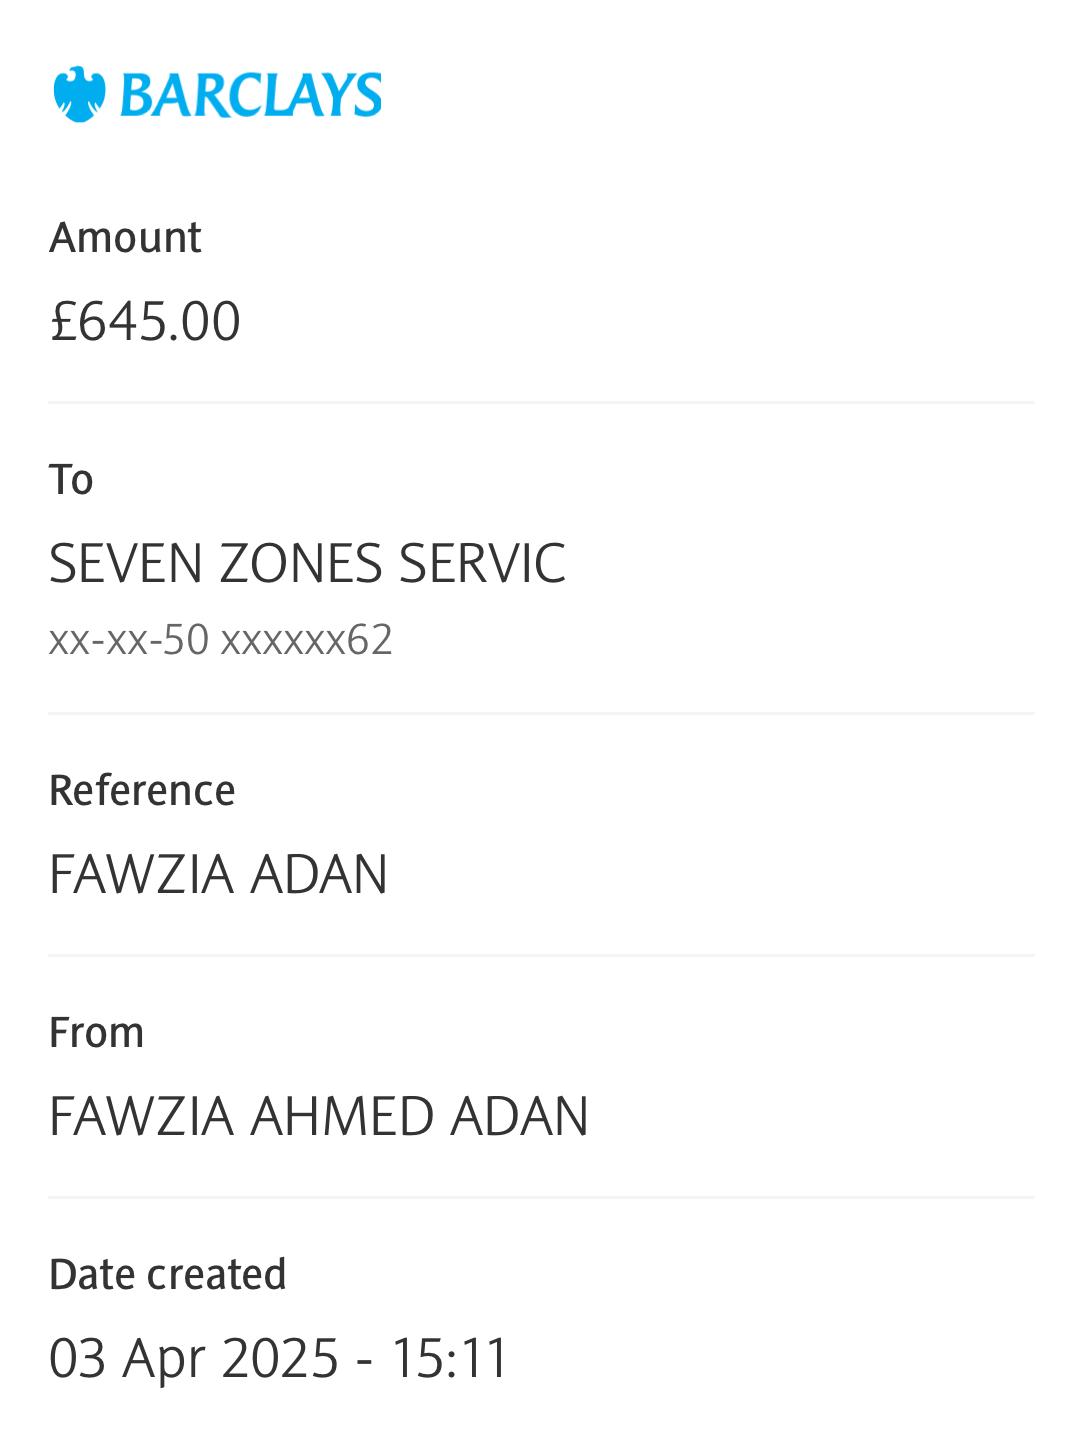 BARCLAYS
Amount
£645.00
To
SEVEN ZONES SERVIC
xx-xx-50 xxxxxx62
Reference
FAWZIA ADAN
From
FAWZIA AHMED ADAN
Date created
03 Apr 2025 - 15:11